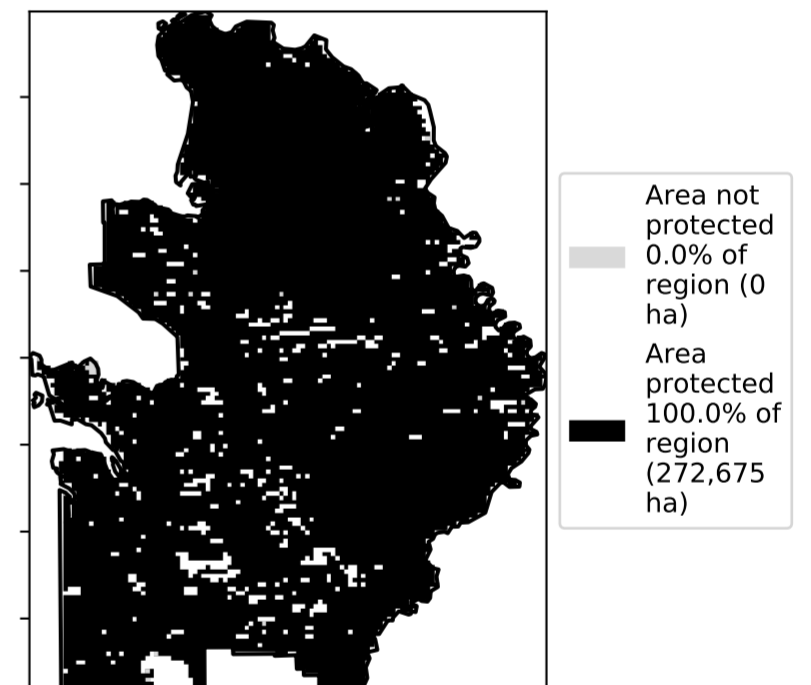 Area not
protected
0.0% of
region (0
ha)
Area
protected
100.0% of
region
(272,675
ha)